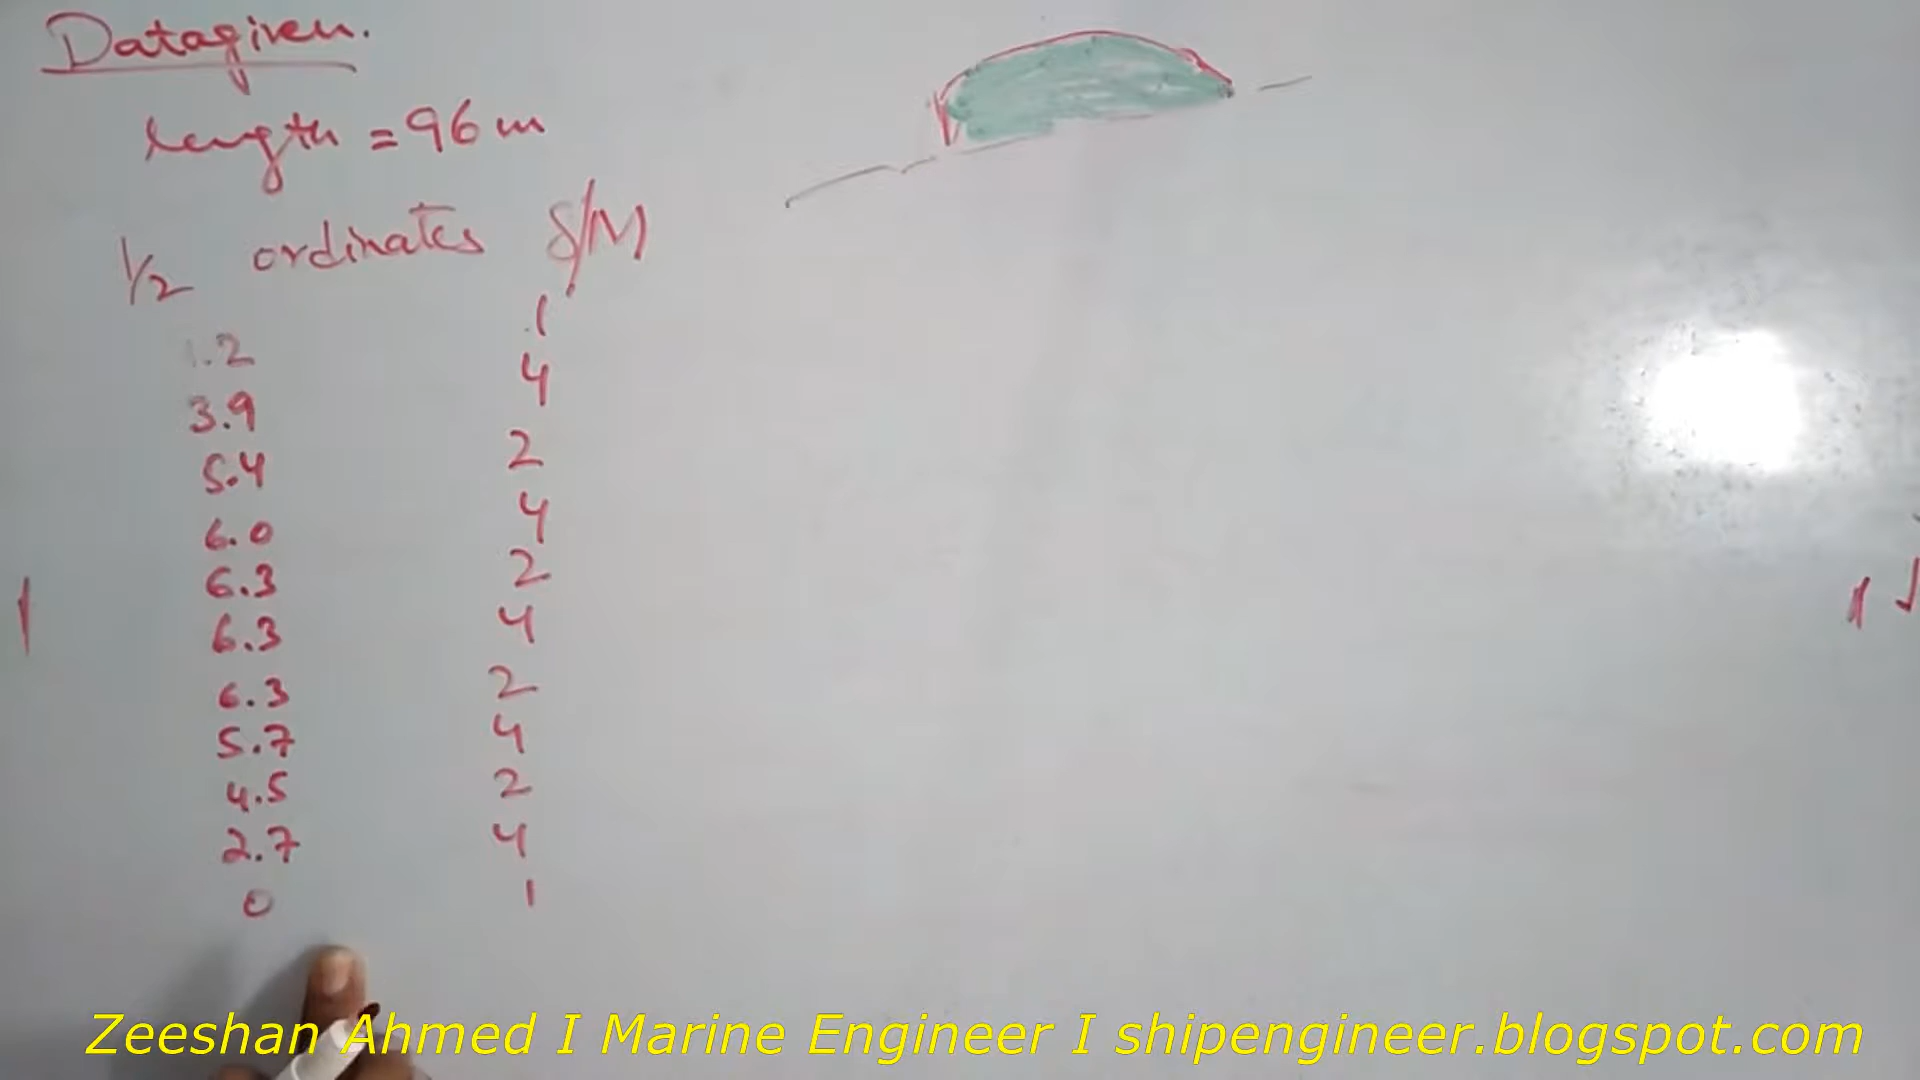 Datagiven.
length = 96 m
1/2 ordinates S/M
1.2 1
3.9 4
5.4 2
6.0 4
6.3 2
6.3 4
6.3 2
5.7 4
4.5 2
2.7 4
0 1
Zeeshan Ahmed I Marine Engineer I shipengineer.blogspot.com